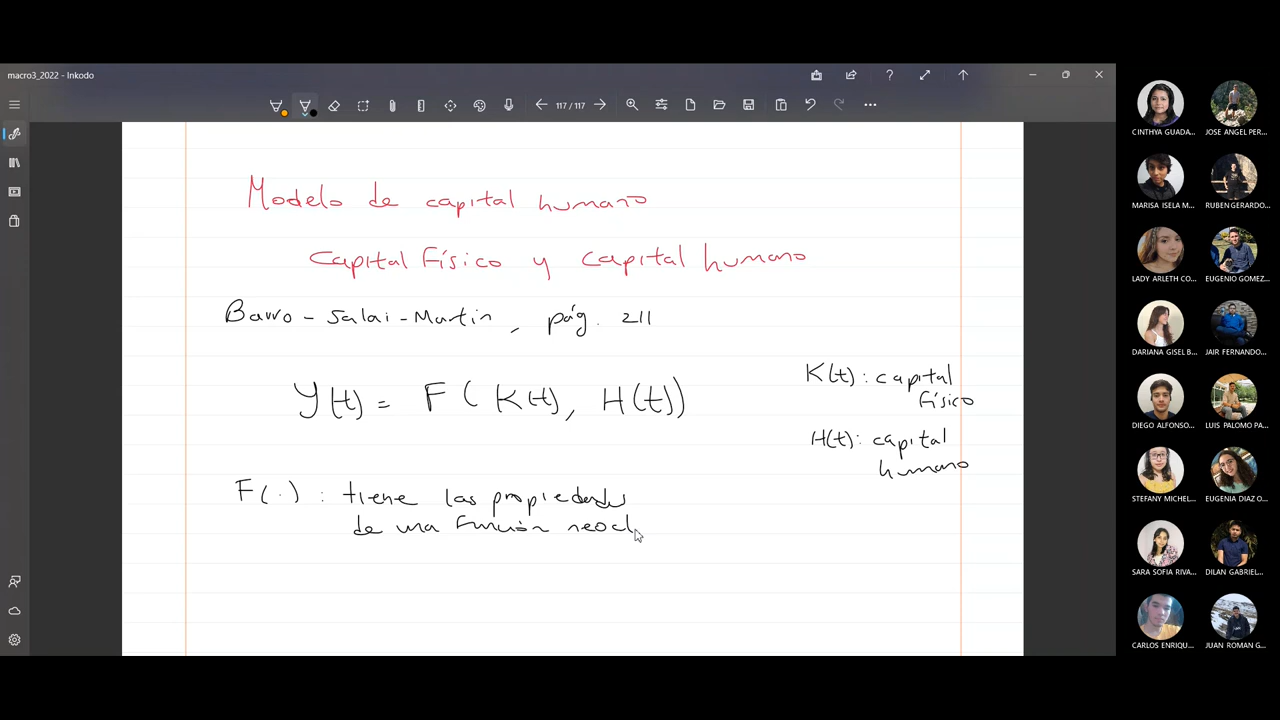 macro3_2022 - Inkodo
117 / 117
Modelo de capital humano
Capital Físico y capital humano
Barro - Salai - Martin, pág. 211
Y(t) = F( K(t), H(t))
K(t): capital
físico
H(t): capital
humano
F(·) : tiene las propiedades
de una función neocl
CINTHYA GUADA...
JOSE ANGEL PER...
MARISA ISELA M...
RUBEN GERARDO...
LADY ARLETH CO...
EUGENIO GOMEZ...
DARIANA GISEL B...
JAIR FERNANDO...
DIEGO ALFONSO...
LUIS PALOMO PA...
STEFANY MICHEL...
EUGENIA DIAZ O...
SARA SOFIA RIVA...
DILAN GABRIEL...
CARLOS ENRIQU...
JUAN ROMAN G...